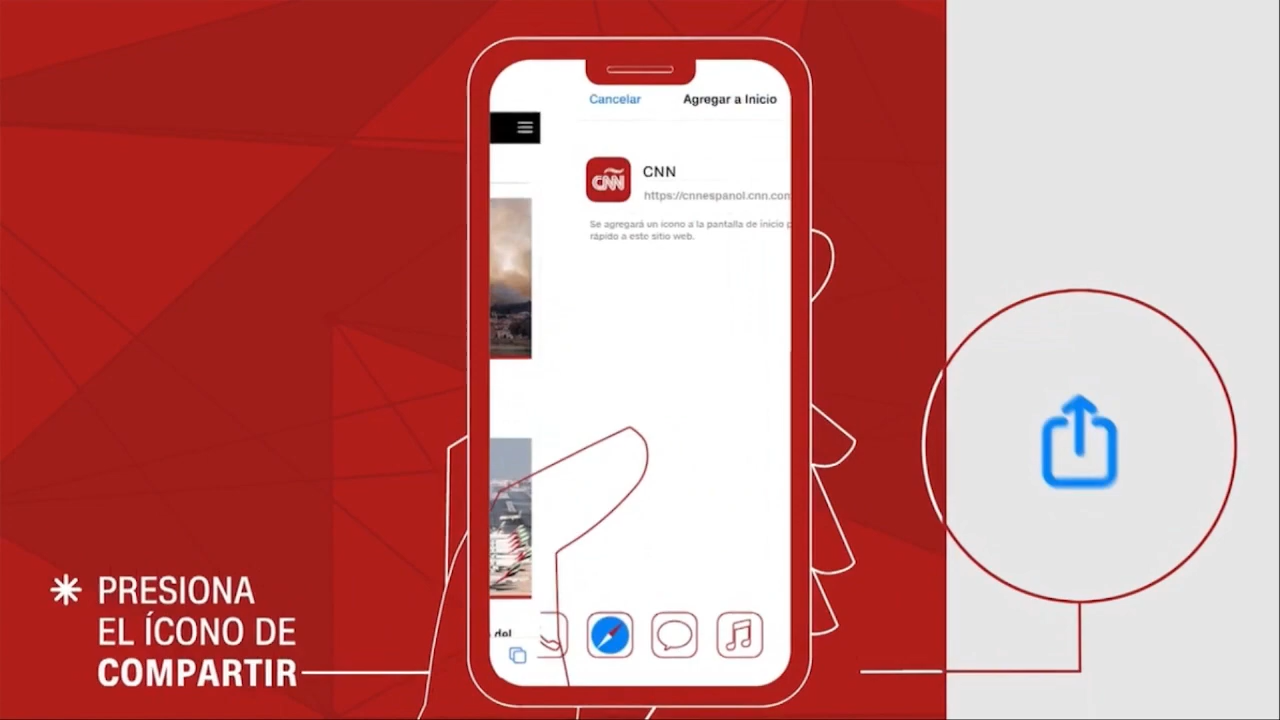 Cancelar
Agregar a Inicio
CNN
CNN
https://cnnespanol.cnn.com
Se agregará un ícono a la pantalla de inicio p
rápido a este sitio web.
del
PRESIONA
EL ÍCONO DE
COMPARTIR